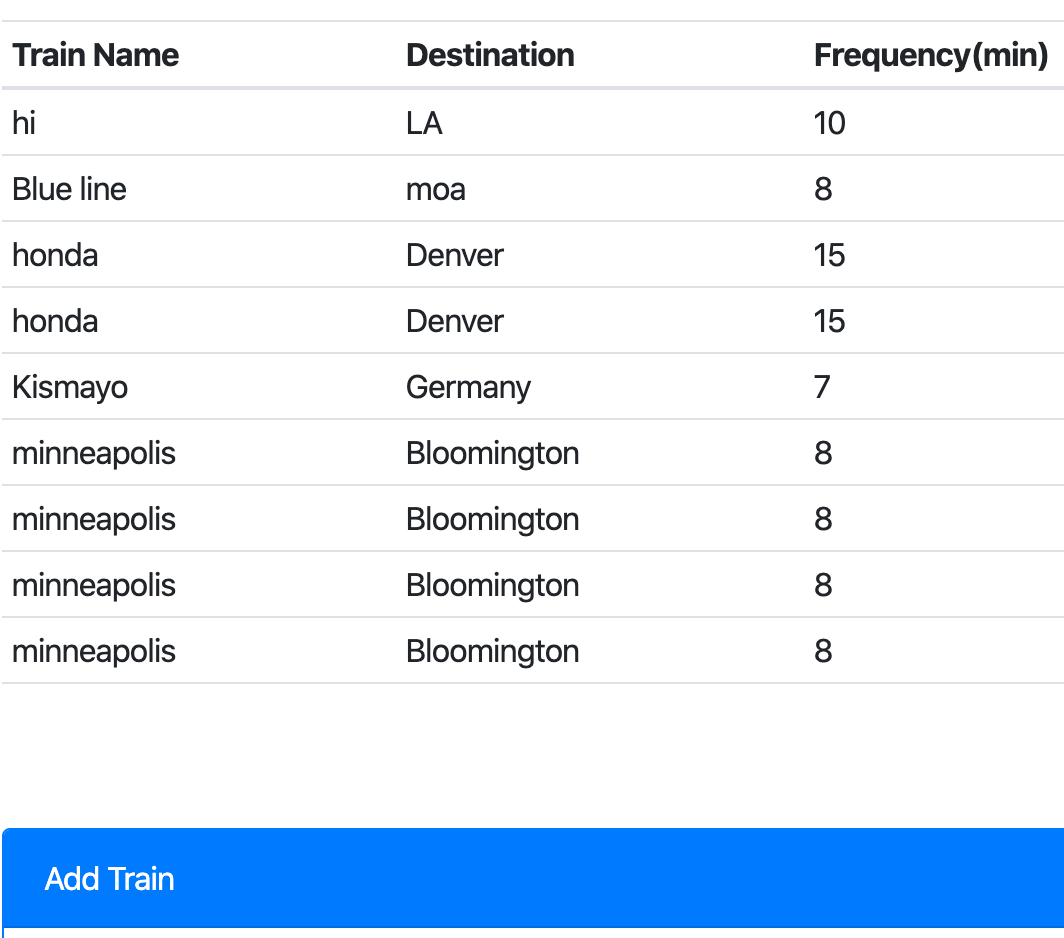 Train Name Destination Frequency(min)
hi LA 10
Blue line moa 8
honda Denver 15
honda Denver 15
Kismayo Germany 7
minneapolis Bloomington 8
minneapolis Bloomington 8
minneapolis Bloomington 8
minneapolis Bloomington 8
Add Train